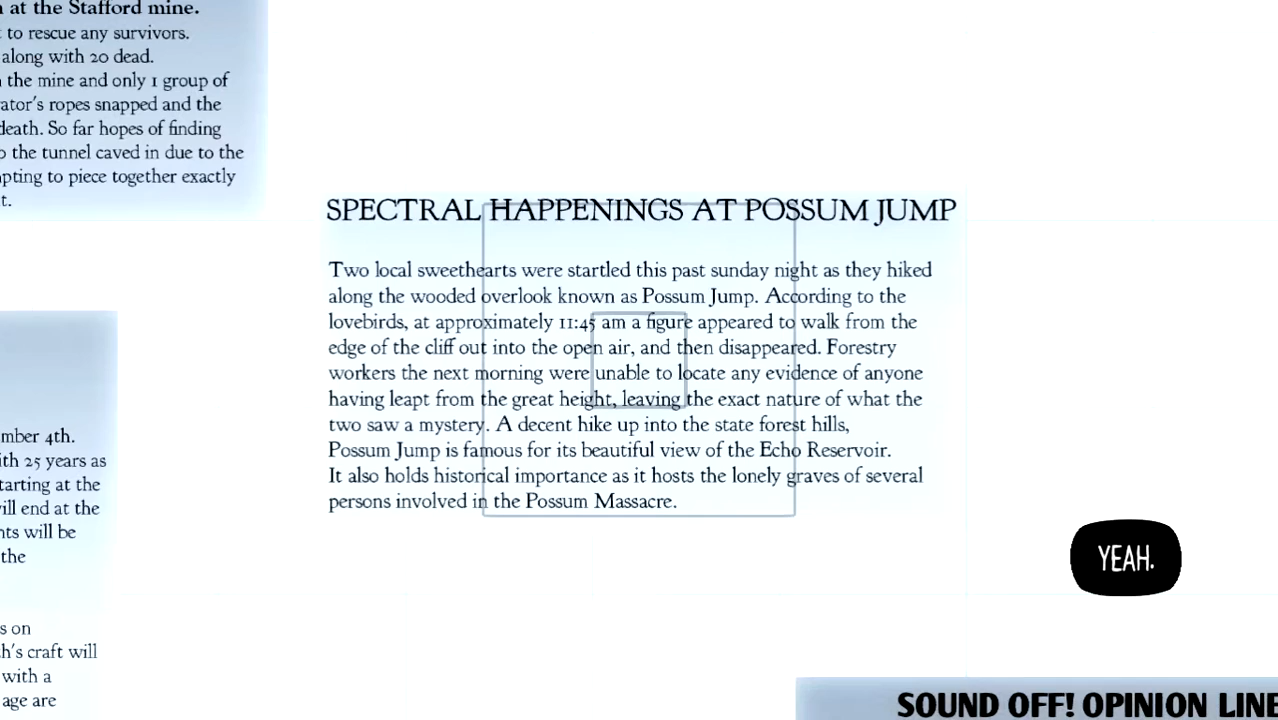 at the Stafford mine.
to rescue any survivors.
along with 20 dead.
the mine and only 1 group of
ator's ropes snapped and the
death. So far hopes of finding
the tunnel caved in due to the
pting to piece together exactly
t.
SPECTRAL HAPPENINGS AT POSSUM JUMP
Two local sweethearts were startled this past sunday night as they hiked
along the wooded overlook known as Possum Jump. According to the
lovebirds, at approximately 11:45 am a figure appeared to walk from the
edge of the cliff out into the open air, and then disappeared. Forestry
workers the next morning were unable to locate any evidence of anyone
having leapt from the great height, leaving the exact nature of what the
two saw a mystery. A decent hike up into the state forest hills,
Possum Jump is famous for its beautiful view of the Echo Reservoir.
It also holds historical importance as it hosts the lonely graves of several
persons involved in the Possum Massacre.
mber 4th.
ith 25 years as
tarting at the
ill end at the
nts will be
the
s on
h's craft will
with a
age are
YEAH.
SOUND OFF! OPINION LINE